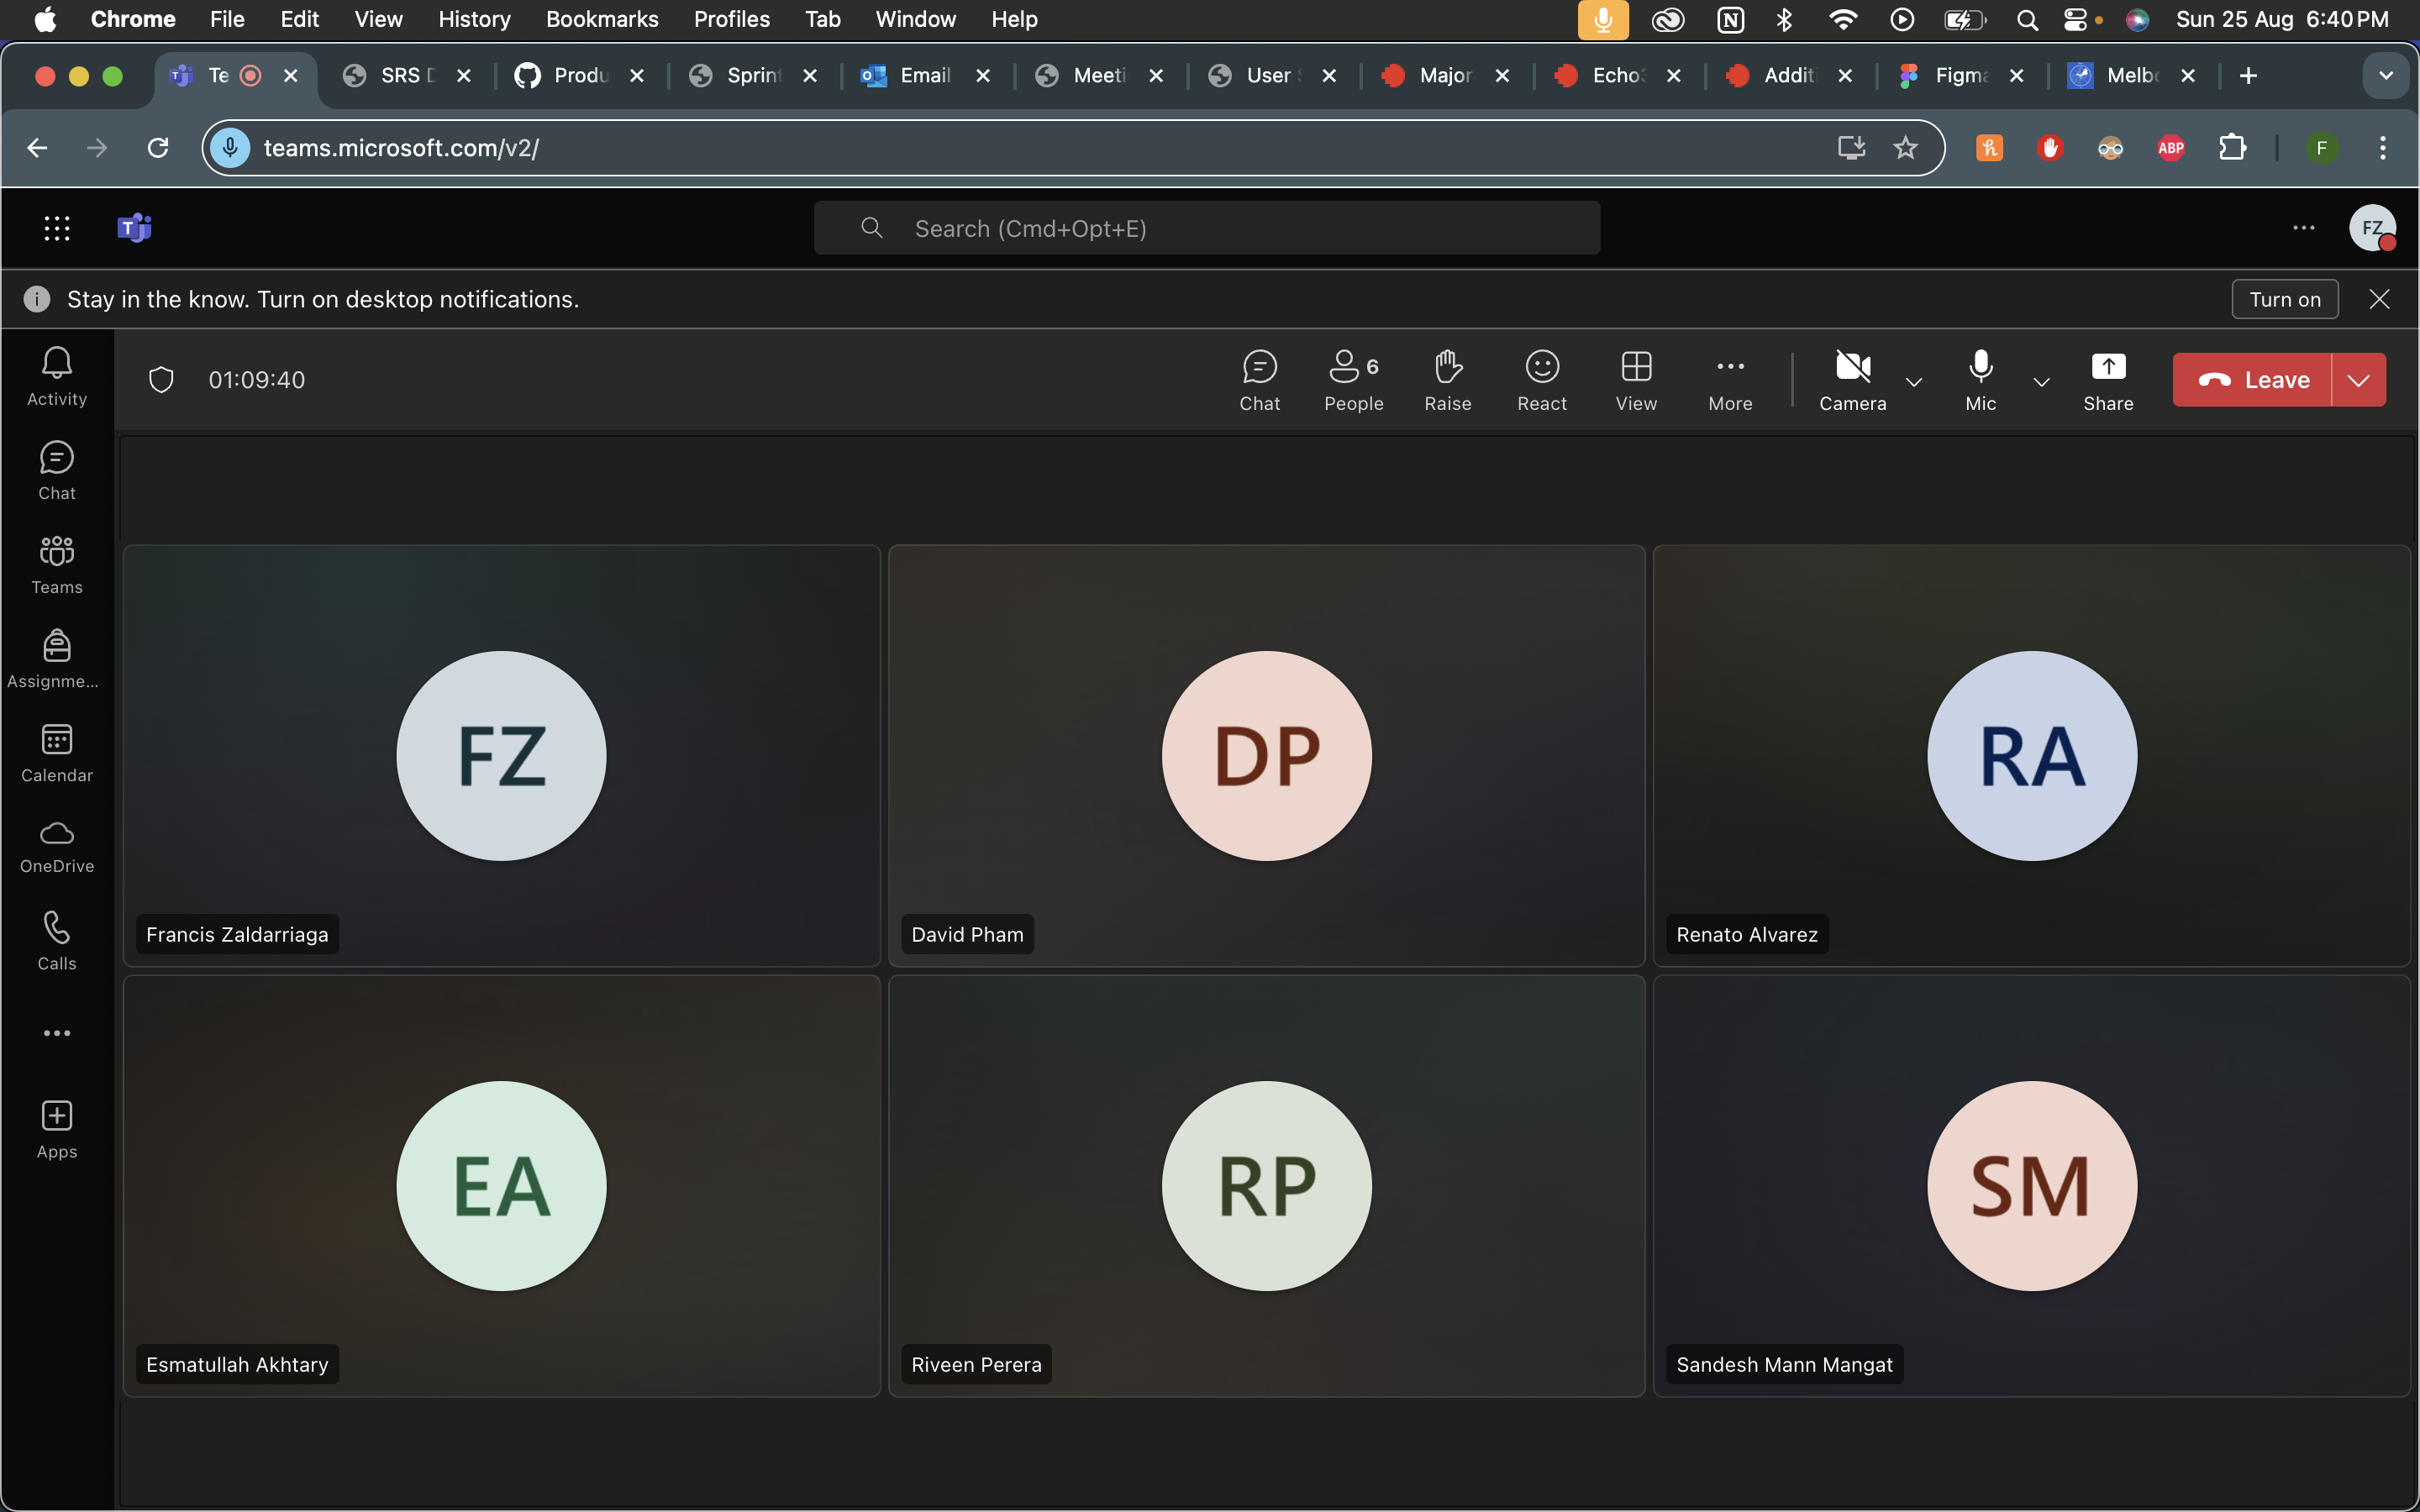 Chrome File Edit View History Bookmarks Profiles Tab Window Help Sun 25 Aug 6:40 PM
Te SRS D Produ Sprint Email Meeti User Major Echo Addit Figma Melbo
teams.microsoft.com/v2/ ABP F
Search (Cmd+Opt+E) FZ
Stay in the know. Turn on desktop notifications. Turn on
01:09:40
6
Chat People Raise React View More Camera Mic Share Leave
Activity
Chat
Teams
Assignme...
Calendar
OneDrive
Calls
Apps
FZ DP RA
Francis Zaldarriaga David Pham Renato Alvarez
EA RP SM
Esmatullah Akhtary Riveen Perera Sandesh Mann Mangat